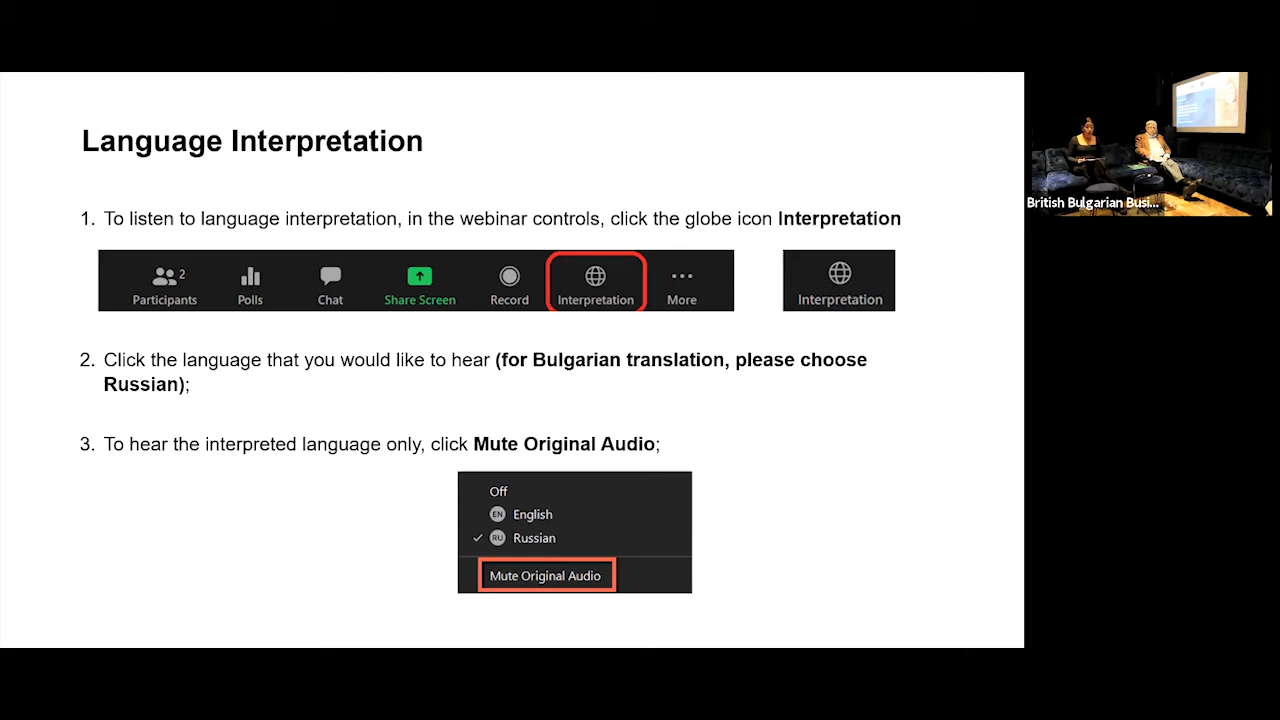 Language Interpretation
1. To listen to language interpretation, in the webinar controls, click the globe icon Interpretation
2
Participants
Polls
Chat
Share Screen
Record
Interpretation
More
Interpretation
2. Click the language that you would like to hear (for Bulgarian translation, please choose
Russian);
3. To hear the interpreted language only, click Mute Original Audio;
Off
EN English
RU Russian
Mute Original Audio
British Bulgarian Busi...